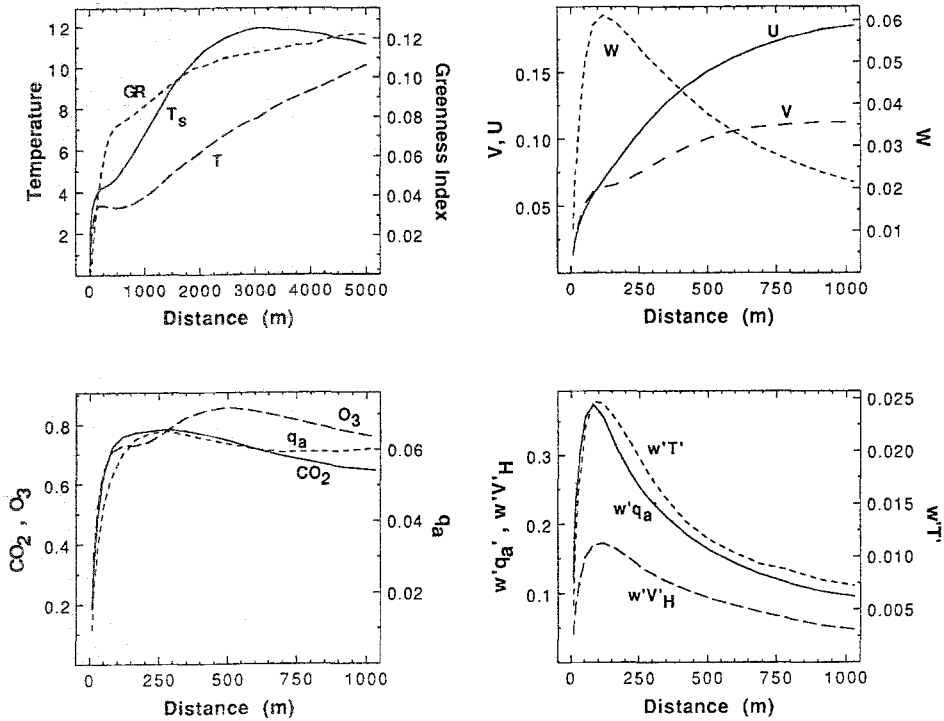 12
10
8
6
4
2
Temperature
0.12
0.10
0.08
0.06
0.04
0.02
Greenness Index
GR
Ts
T
0 1000 2000 3000 4000 5000
Distance (m)
0.15
0.10
0.05
V, U
0.06
0.05
0.04
0.03
0.02
0.01
W
W
U
V
0 250 500 750 1000
Distance (m)
0.8
0.6
0.4
0.2
CO2 , O3
0.06
0.04
0.02
qa
O3
qa
CO2
0 250 500 750 1000
Distance (m)
0.3
0.2
0.1
w'qa' , w'V'H
0.025
0.020
0.015
0.010
0.005
w'T'
w'T'
w'qa'
w'V'H
0 250 500 750 1000
Distance (m)